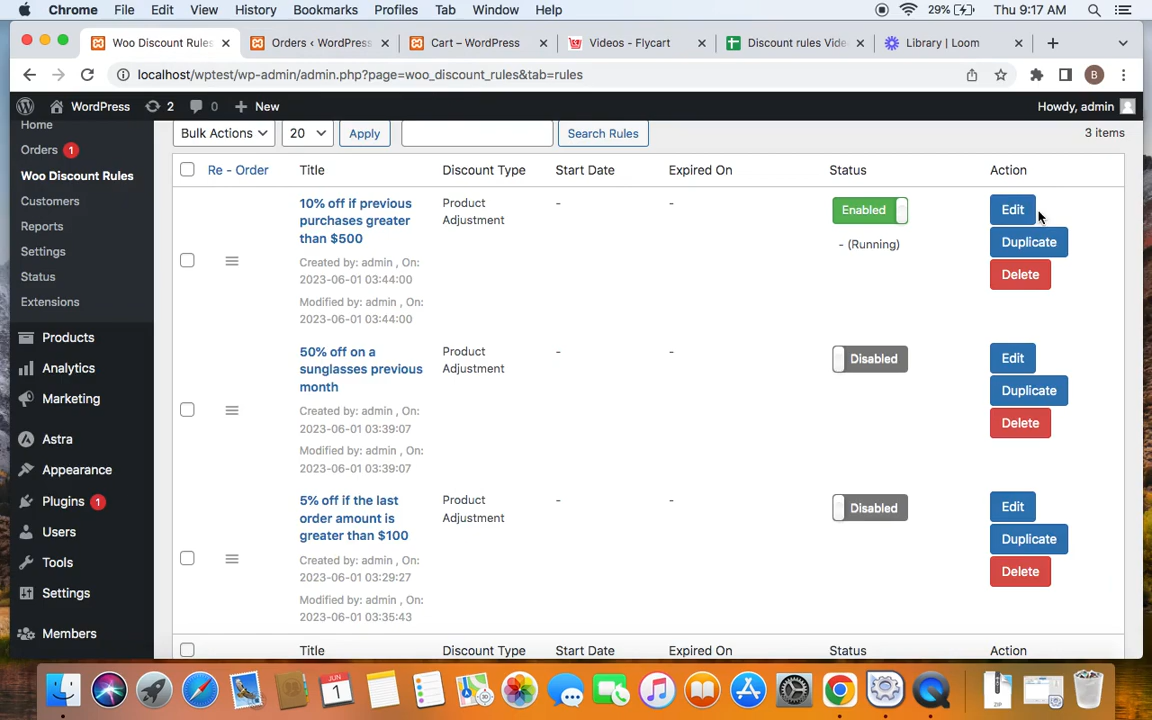 Chrome File Edit View History Bookmarks Profiles Tab Window Help 29% Thu 9:17 AM
Woo Discount Rules Orders ‹ WordPress Cart – WordPress Videos - Flycart Discount rules Vide Library | Loom
localhost/wptest/wp-admin/admin.php?page=woo_discount_rules&tab=rules B
WordPress 2 0 New Howdy, admin
Home
Orders 1
Woo Discount Rules
Customers
Reports
Settings
Status
Extensions
Products
Analytics
Marketing
Astra
Appearance
Plugins 1
Users
Tools
Settings
Members
Bulk Actions 20 Apply Search Rules 3 items
Re - Order Title Discount Type Start Date Expired On Status Action
10% off if previous
purchases greater
than $500
Created by: admin , On:
2023-06-01 03:44:00
Modified by: admin , On:
2023-06-01 03:44:00
Product
Adjustment
- -
Enabled
- (Running)
Edit
Duplicate
Delete
50% off on a
sunglasses previous
month
Created by: admin , On:
2023-06-01 03:39:07
Modified by: admin , On:
2023-06-01 03:39:07
Product
Adjustment
- -
Disabled
Edit
Duplicate
Delete
5% off if the last
order amount is
greater than $100
Created by: admin , On:
2023-06-01 03:29:27
Modified by: admin , On:
2023-06-01 03:35:43
Product
Adjustment
- -
Disabled
Edit
Duplicate
Delete
Title Discount Type Start Date Expired On Status Action
1